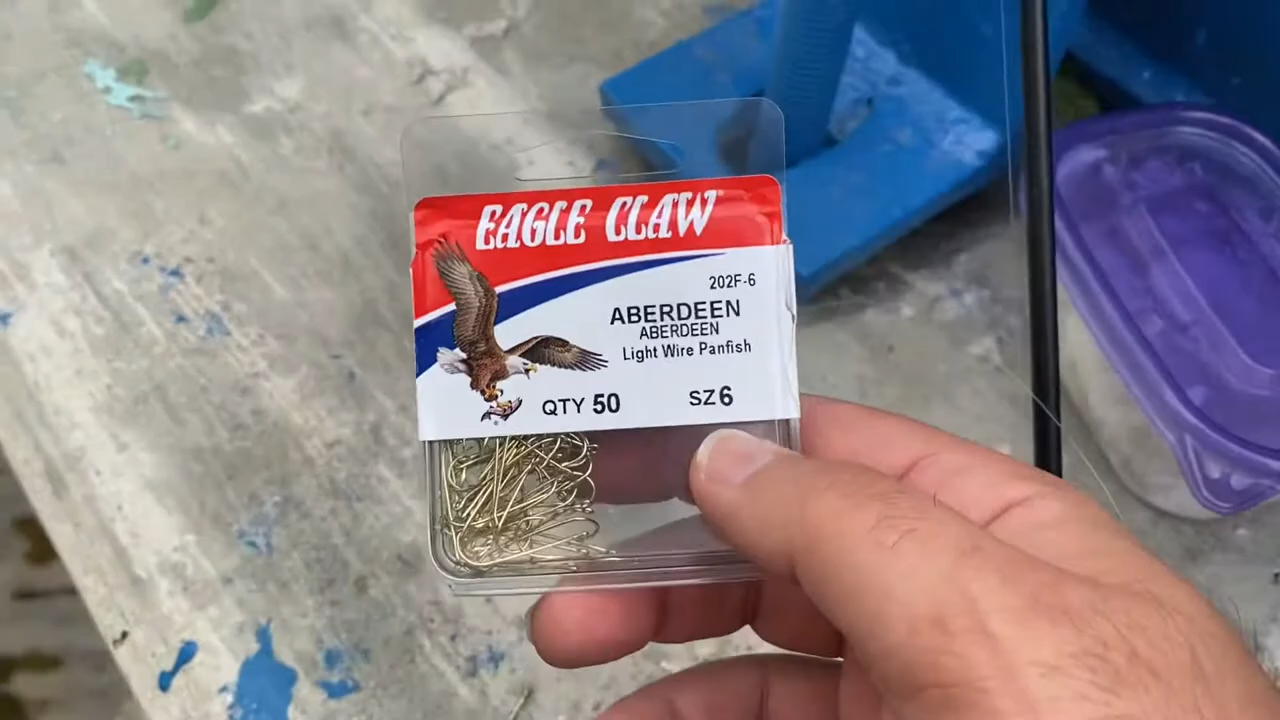 EAGLE CLAW
202F-6
ABERDEEN
ABERDEEN
Light Wire Panfish
QTY 50
SZ 6